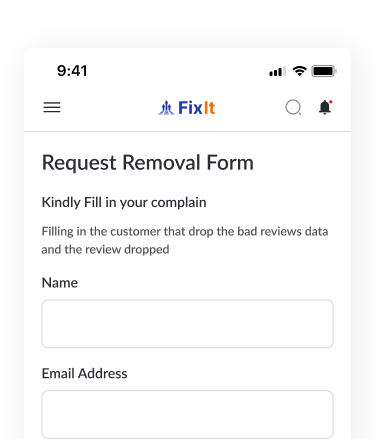 9:41
FixIt
Request Removal Form
Kindly Fill in your complain
Filling in the customer that drop the bad reviews data
and the review dropped
Name
Email Address